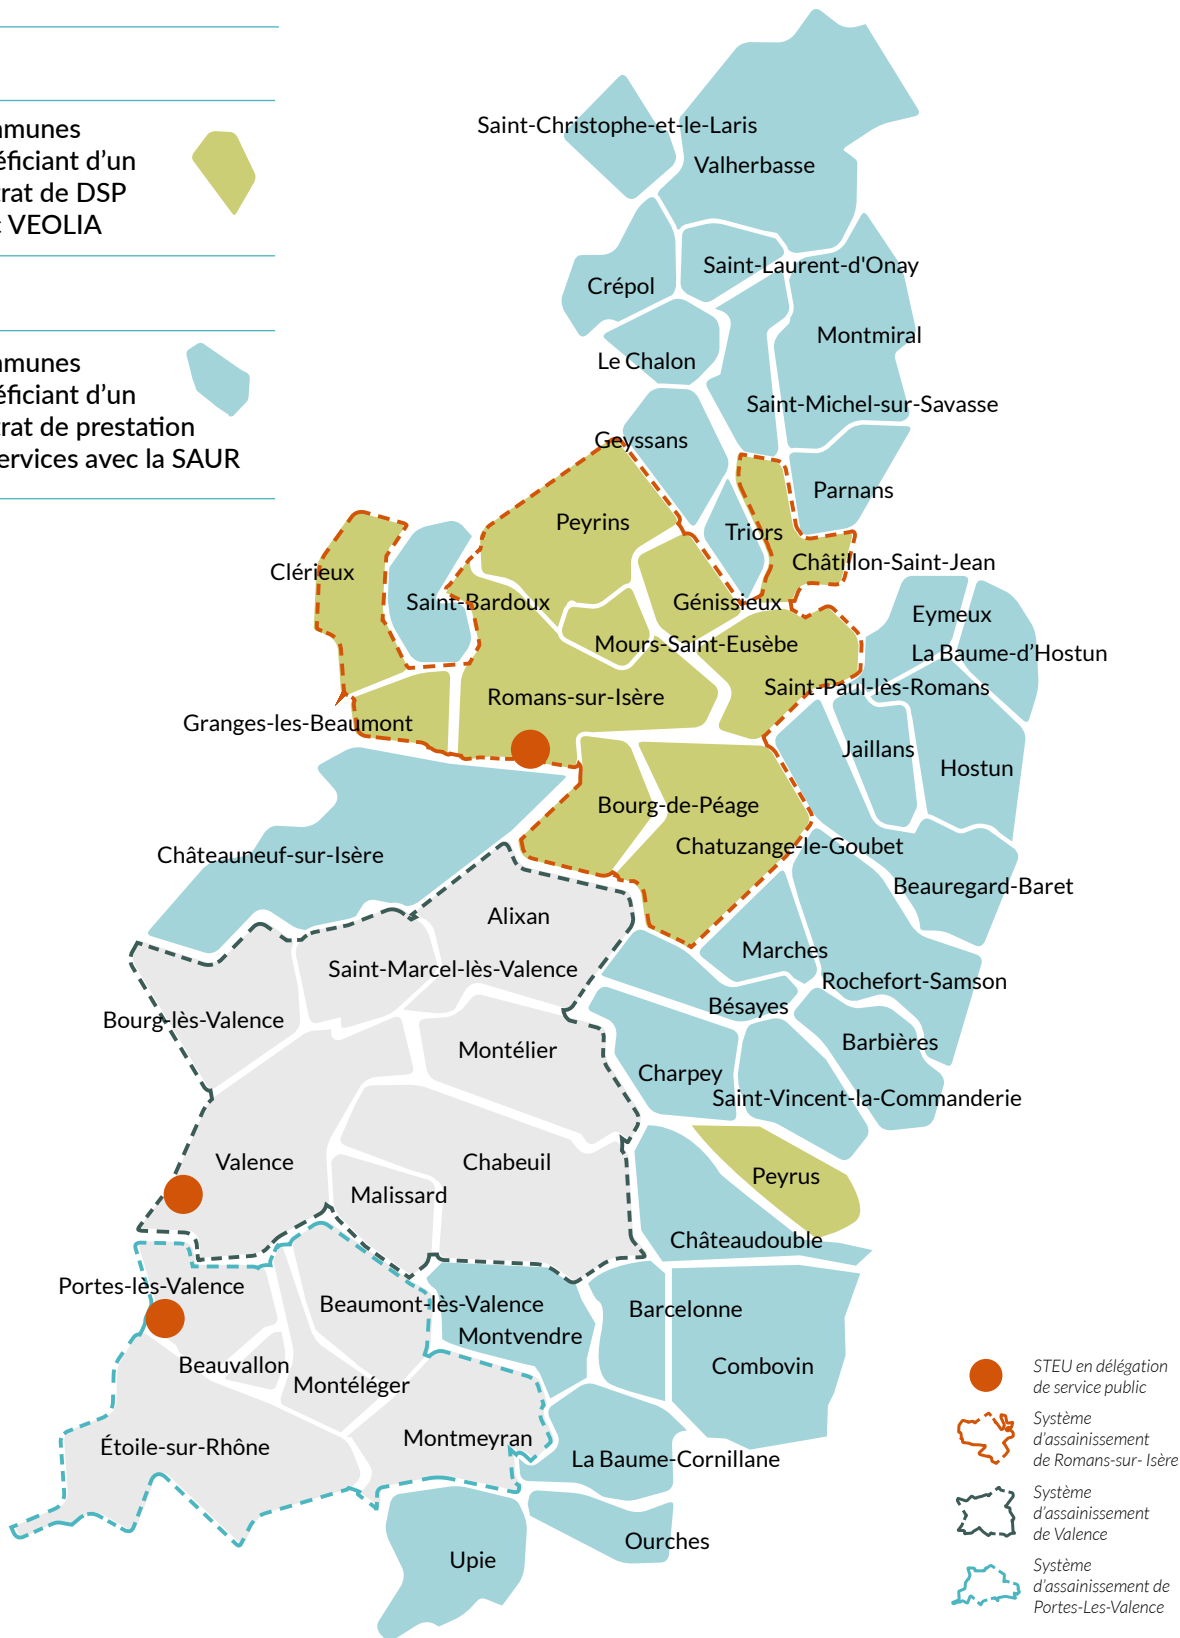 mmunes
éficiant d'un
trat de DSP
c VEOLIA
mmunes
éficiant d'un
trat de prestation
ervices avec la SAUR
Saint-Christophe-et-le-Laris
Valherbasse
Saint-Laurent-d'Onay
Crépol
Montmiral
Le Chalon
Saint-Michel-sur-Savasse
Geyssans
Parnans
Peyrins
Triors
Châtillon-Saint-Jean
Clérieux
Saint-Bardoux
Génissieux
Eymeux
Mours-Saint-Eusèbe
La Baume-d'Hostun
Saint-Paul-lès-Romans
Romans-sur-Isère
Granges-les-Beaumont
Jaillans
Hostun
Bourg-de-Péage
Chatuzange-le-Goubet
Châteauneuf-sur-Isère
Beauregard-Baret
Alixan
Marches
Saint-Marcel-lès-Valence
Rochefort-Samson
Bésayes
Bourg-lès-Valence
Barbières
Montélier
Charpey
Saint-Vincent-la-Commanderie
Valence
Chabeuil
Peyrus
Malissard
Châteaudouble
Portes-lès-Valence
Beaumont-lès-Valence
Barcelonne
Montvendre
Beauvallon
Combovin
Montéléger
Montmeyran
Étoile-sur-Rhône
La Baume-Cornillane
Ourches
Upie
STEU en délégation
de service public
Système
d'assainissement
de Romans-sur- Isère
Système
d'assainissement
de Valence
Système
d'assainissement de
Portes-Les-Valence